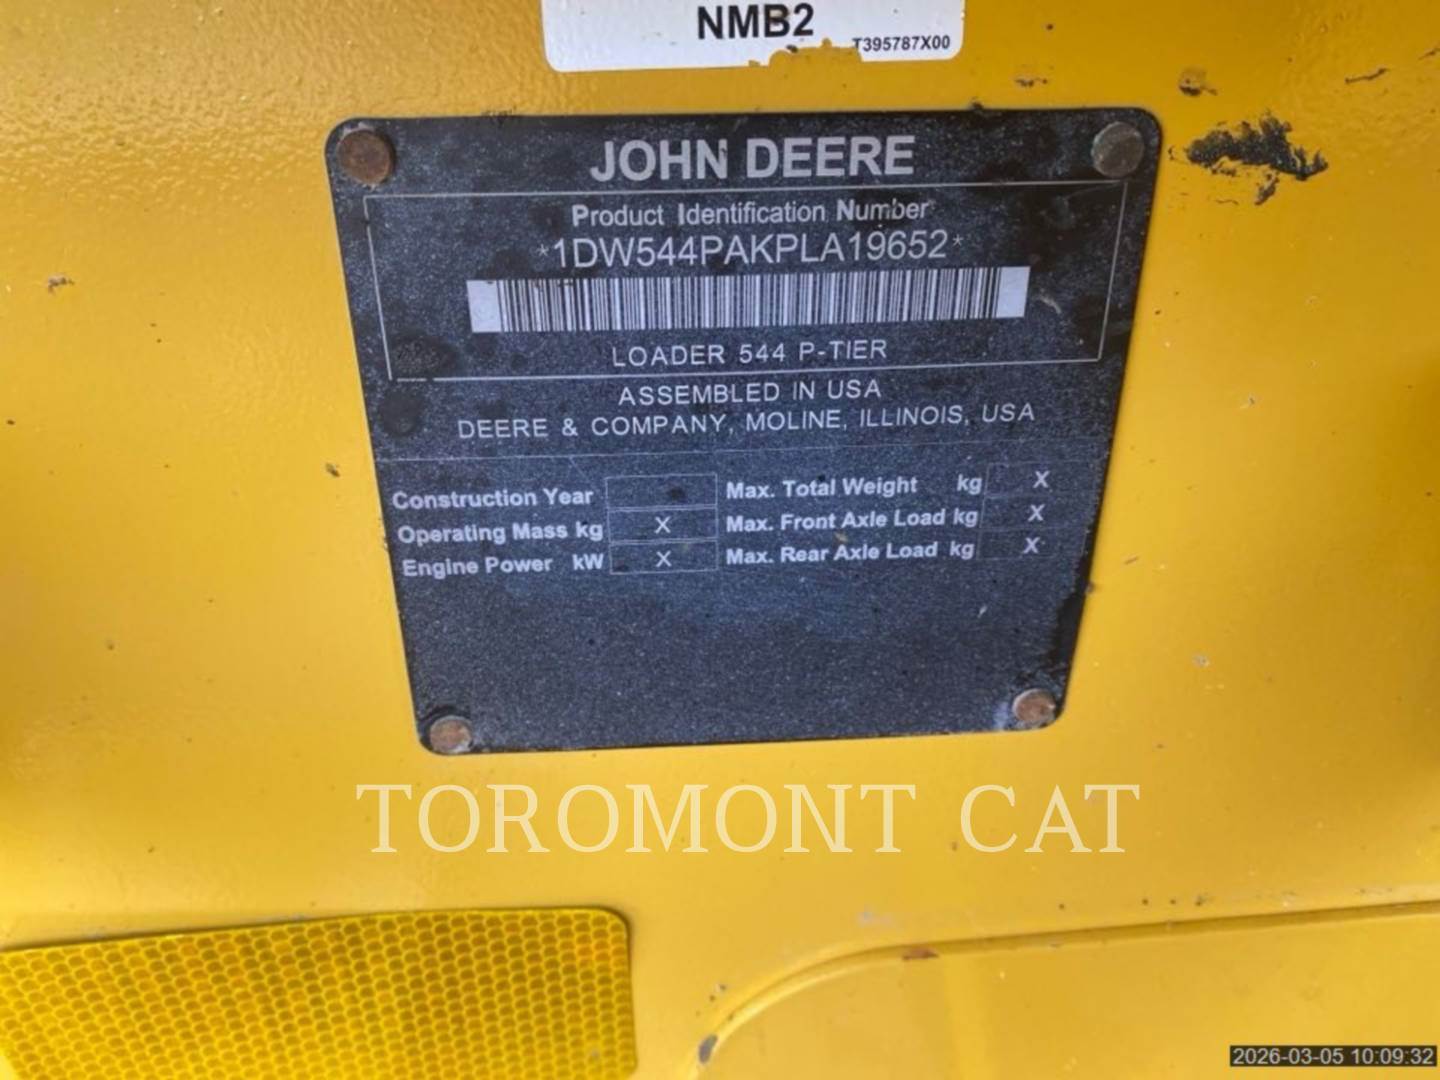 NMB2
T395787X00
JOHN DEERE
Product Identification Number
*1DW544PAKPLA19652*
LOADER 544 P-TIER
ASSEMBLED IN USA
DEERE & COMPANY, MOLINE, ILLINOIS, USA
Construction Year
Max. Total Weight kg X
Operating Mass kg X
Max. Front Axle Load kg X
Engine Power kW X
Max. Rear Axle Load kg X
TOROMONT CAT
2026-03-05 10:09:32